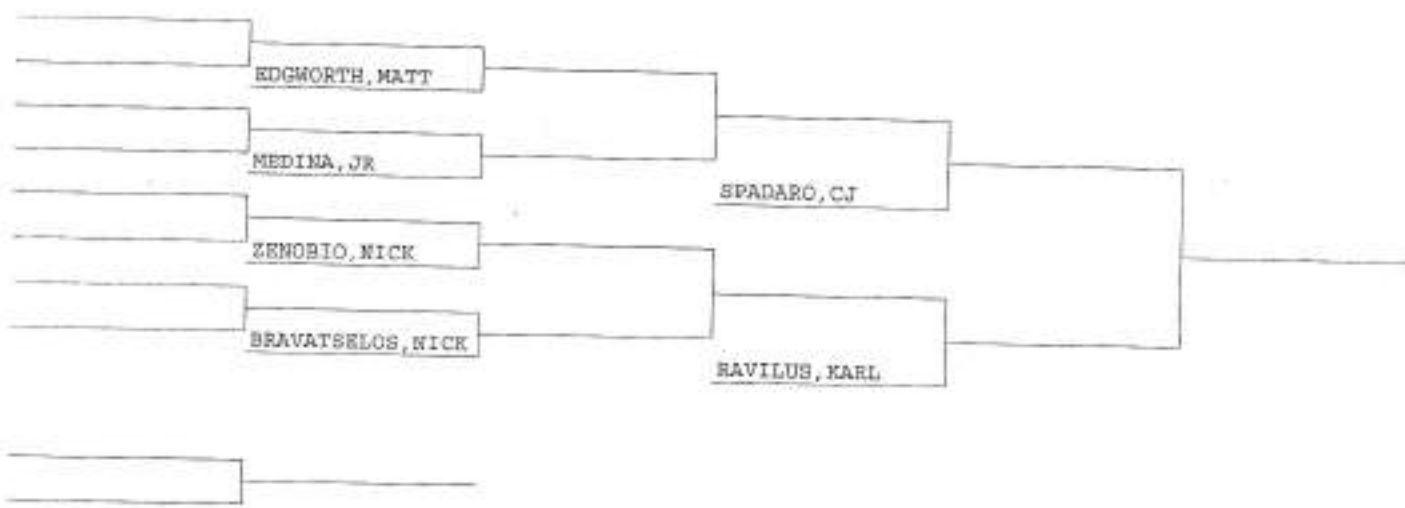 EDGWORTH,MATT
MEDINA,JR
SPADARO,CJ
ZENOBIO,NICK
BRAVATSELOS,NICK
RAVILUS,KARL